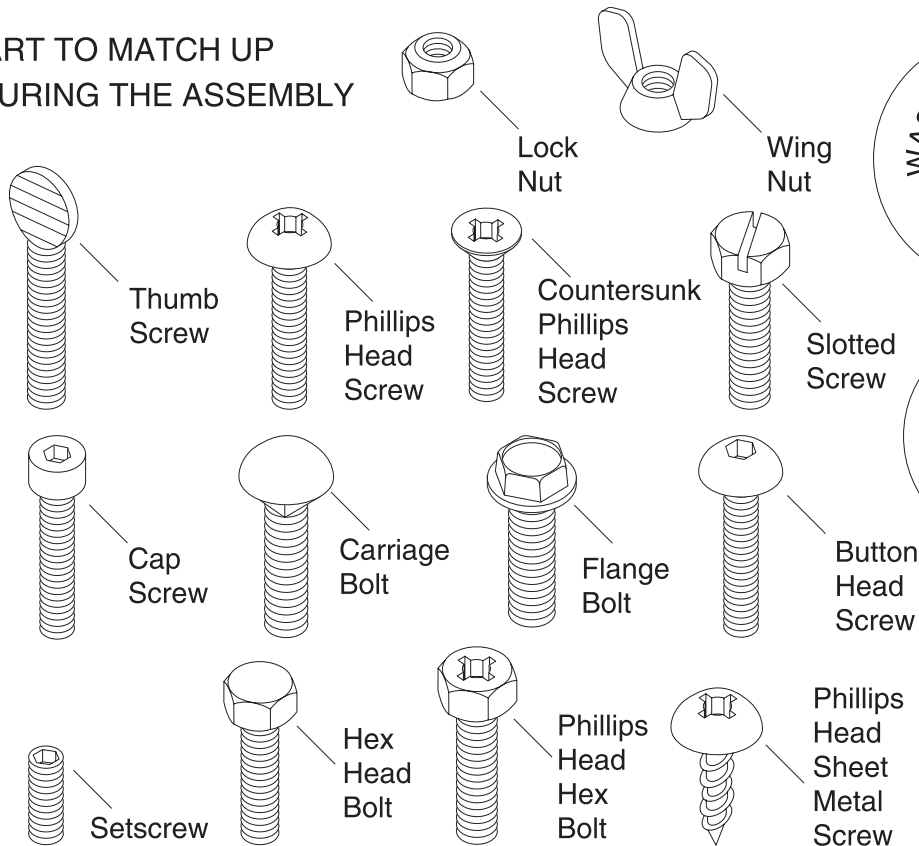 ART TO MATCH UP
URING THE ASSEMBLY
Lock
Nut
Wing
Nut
Thumb
Screw
Phillips
Head
Screw
Countersunk
Phillips
Head
Screw
Slotted
Screw
Cap
Screw
Carriage
Bolt
Flange
Bolt
Button
Head
Screw
Setscrew
Hex
Head
Bolt
Phillips
Head
Hex
Bolt
Phillips
Head
Sheet
Metal
Screw